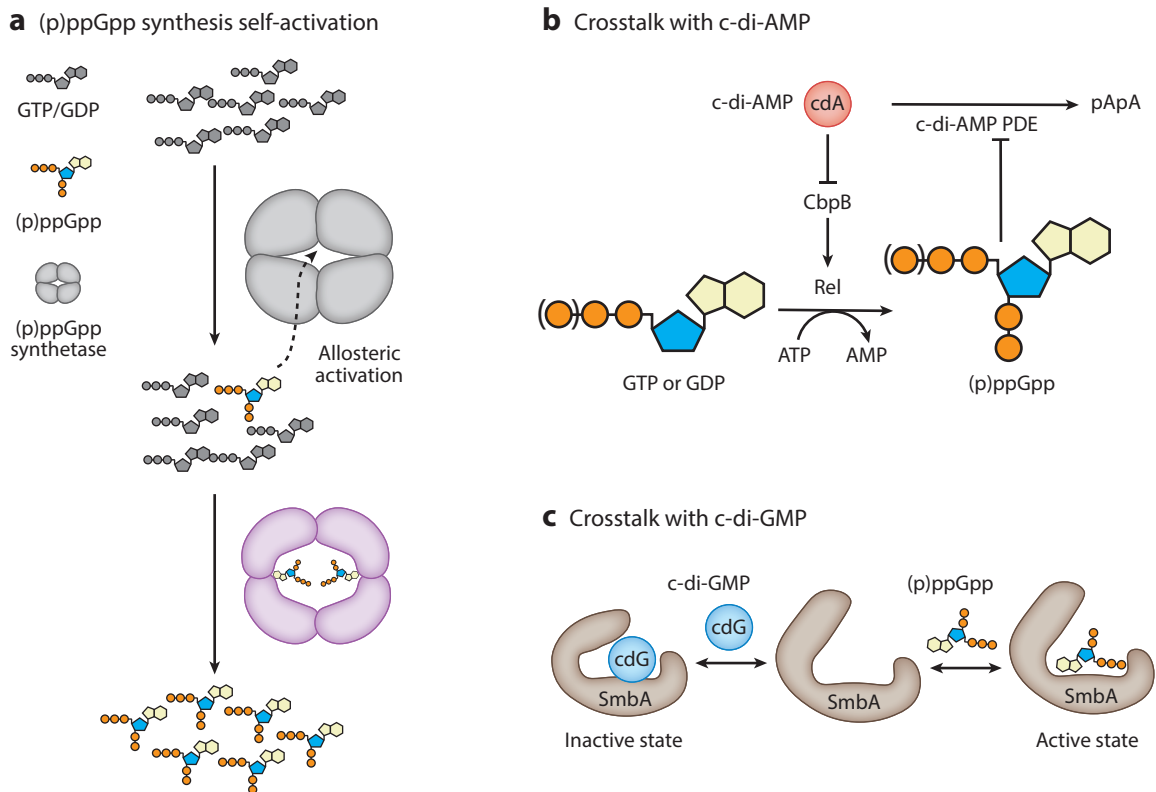 a (p)ppGpp synthesis self-activation
GTP/GDP
(p)ppGpp
(p)ppGpp
synthetase
Allosteric
activation
b Crosstalk with c-di-AMP
c-di-AMP
cdA
pApA
c-di-AMP PDE
CbpB
Rel
( )
( )
ATP
AMP
GTP or GDP
(p)ppGpp
c Crosstalk with c-di-GMP
c-di-GMP
(p)ppGpp
cdG
cdG
SmbA
SmbA
SmbA
Inactive state
Active state